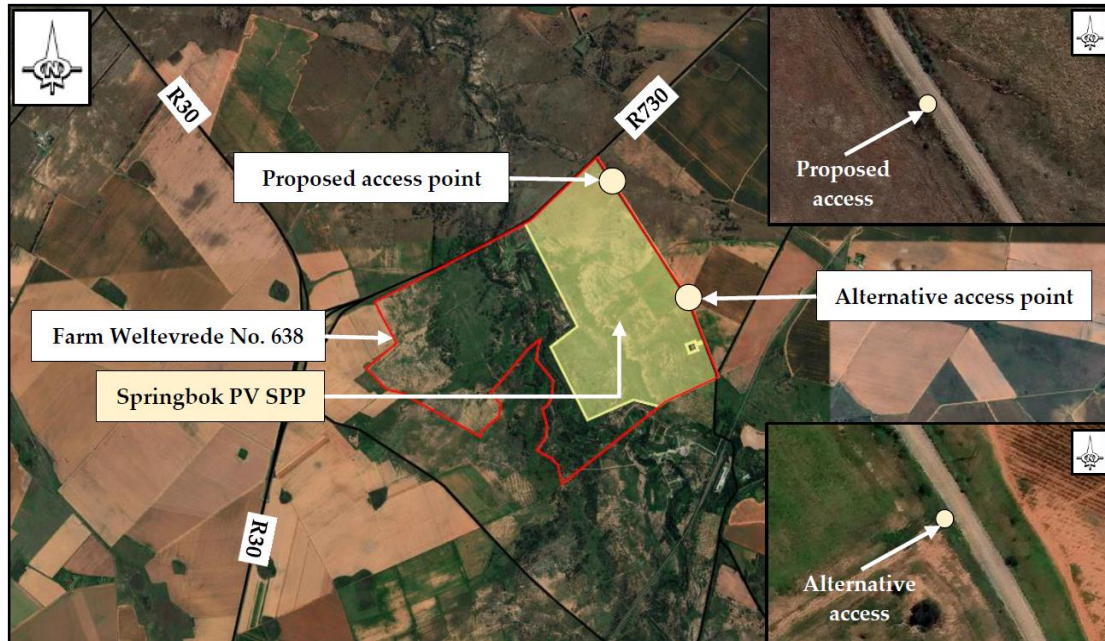 N
R30
R730
Proposed access point
Proposed
access
N
Alternative access point
Farm Weltevrede No. 638
Springbok PV SPP
R30
N
Alternative
access